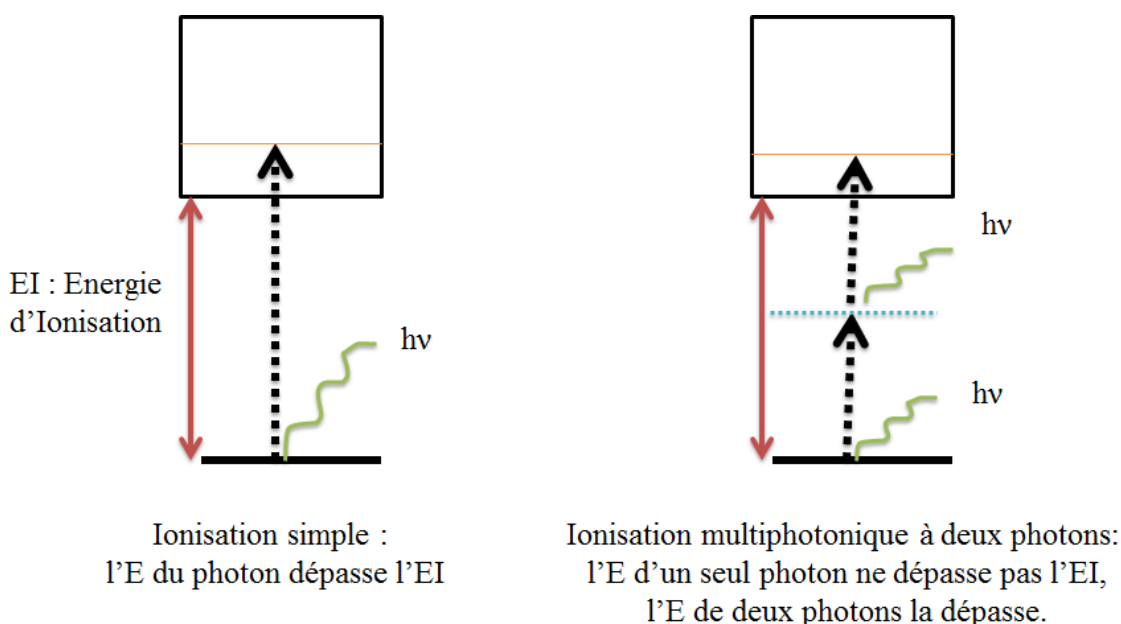 EI : Energie
d'Ionisation
hν
hν
hν
Ionisation simple :
l'E du photon dépasse l'EI
Ionisation multiphotonique à deux photons:
l'E d'un seul photon ne dépasse pas l'EI,
l'E de deux photons la dépasse.